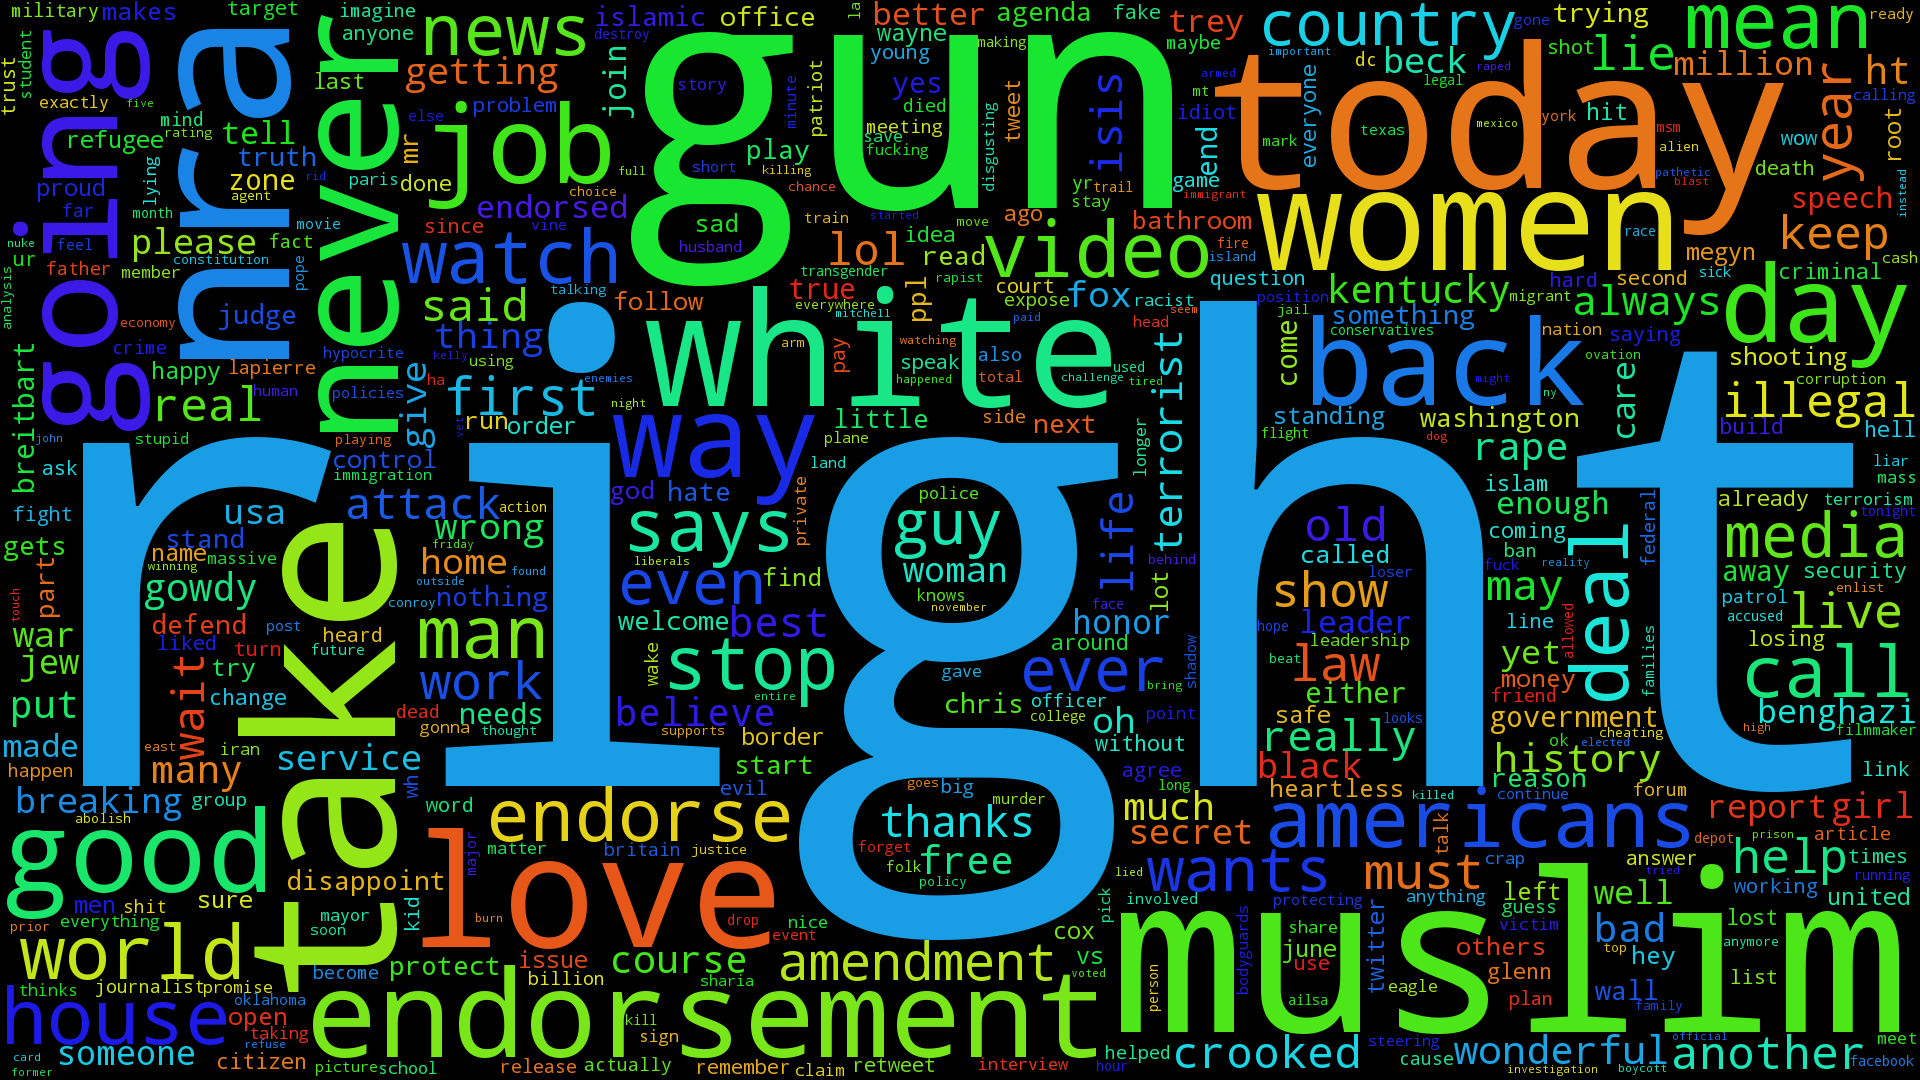 right
gun
muslim
today
white
take
love
endorsement
women
nra
never
going
good
way
job
back
day
news
video
country
mean
world
house
americans
call
deal
media
endorse
stop
man
says
ever
even
watch
first
real
said
thing
attack
wrong
home
work
believe
best
guy
woman
life
honor
terrorist
isis
law
old
show
leader
really
black
history
government
may
live
benghazi
help
must
wants
secret
much
crooked
wonderful
another
amendment
course
thanks
free
service
many
breaking
made
put
jew
war
gets
usa
gowdy
defend
wait
stand
truth
tell
zone
refugee
proud
please
judge
happy
breitbart
lapierre
control
give
run
order
getting
endorsed
join
islamic
office
better
agenda
trey
beck
lie
million
ht
year
keep
speech
megyn
kentucky
always
something
illegal
shooting
washington
standing
rape
enough
care
come
islam
fox
true
lol
read
ppl
idea
bathroom
play
yes
wayne
meeting
military
makes
target
imagine
anyone
trust
student
exactly
five
mind
rating
lying
last
problem
else
mr
done
paris
agent
rid
movie
fact
month
far
feel
nuke
ur
father
member
constitution
pope
analysis
economy
crime
human
hypocrite
policies
kelly
using
ha
since
vine
talking
follow
husband
sad
short
story
destroy
la
fake
young
making
maybe
patriot
minute
died
save
fucking
disgusting
tweet
idiot
killing
chance
choice
full
train
started
move
ago
yr
trail
stay
game
immigrant
armed
mt
end
important
gone
trying
ready
dc
legal
shot
everyone
mark
texas
mexico
york
hit
msm
alien
wow
calling
root
raped
death
pathetic
blast
instead
race
fire
island
question
second
sick
criminal
cash
hard
position
migrant
jail
conservatives
nation
saying
ovation
might
ny
corruption
build
hell
flight
dog
liar
mass
already
terrorism
tonight
security
away
federal
coming
ban
reality
called
loser
fuck
patrol
enlist
accused
losing
line
leadership
hope
beat
either
yet
money
friend
allowed
families
safe
looks
ok
elected
cheating
filmmaker
high
reason
link
heartless
killed
continue
forum
report
girl
depot
prison
article
talk
crap
answer
tried
times
working
running
united
left
well
guess
anything
protecting
victim
involved
lied
pick
share
june
use
twitter
others
glenn
bad
top
hey
lost
anymore
list
eagle
plan
wall
family
ailsa
bodyguards
person
cox
vs
voted
steering
cause
official
meet
facebook
investigation
boycott
helped
hour
transgender
everywhere
mitchell
rapist
court
expose
racist
head
seem
arm
watching
pay
speak
happened
also
paid
total
used
challenge
tired
little
side
next
plane
land
longer
enemies
night
god
hate
private
police
find
liberals
knows
november
welcome
wake
entire
around
face
behind
lot
gave
bring
shadow
chris
officer
college
oh
point
without
agree
long
border
start
supports
evil
goes
big
murder
forget
folk
policy
britain
justice
matter
major
word
burn
drop
event
nice
issue
billion
sharia
protect
kill
sign
release
actually
remember
claim
retweet
interview
john
ask
stupid
playing
immigration
fight
action
friday
name
winning
massive
outside
found
conroy
nothing
part
touch
liked
turn
post
heard
future
try
change
dead
gonna
needs
thought
iran
east
happen
group
wh
abolish
disappoint
men
shit
sure
everything
prior
mayor
soon
kid
become
thinks
journalist
promise
oklahoma
open
taking
refuse
someone
citizen
card
former
picture
school